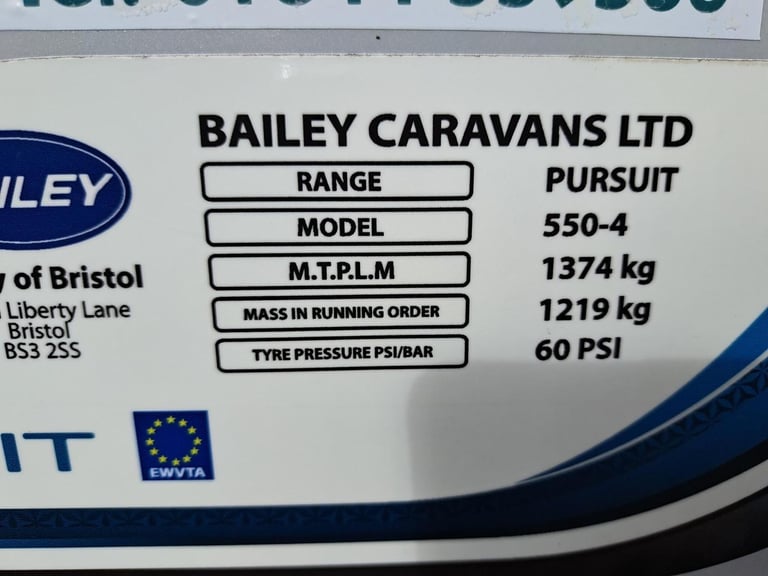 BAILEY CARAVANS LTD
RANGE PURSUIT
MODEL 550-4
M.T.P.L.M 1374 kg
MASS IN RUNNING ORDER 1219 kg
TYRE PRESSURE PSI/BAR 60 PSI
ILEY
y of Bristol
Liberty Lane
Bristol
BS3 2SS
IT
EWVTA